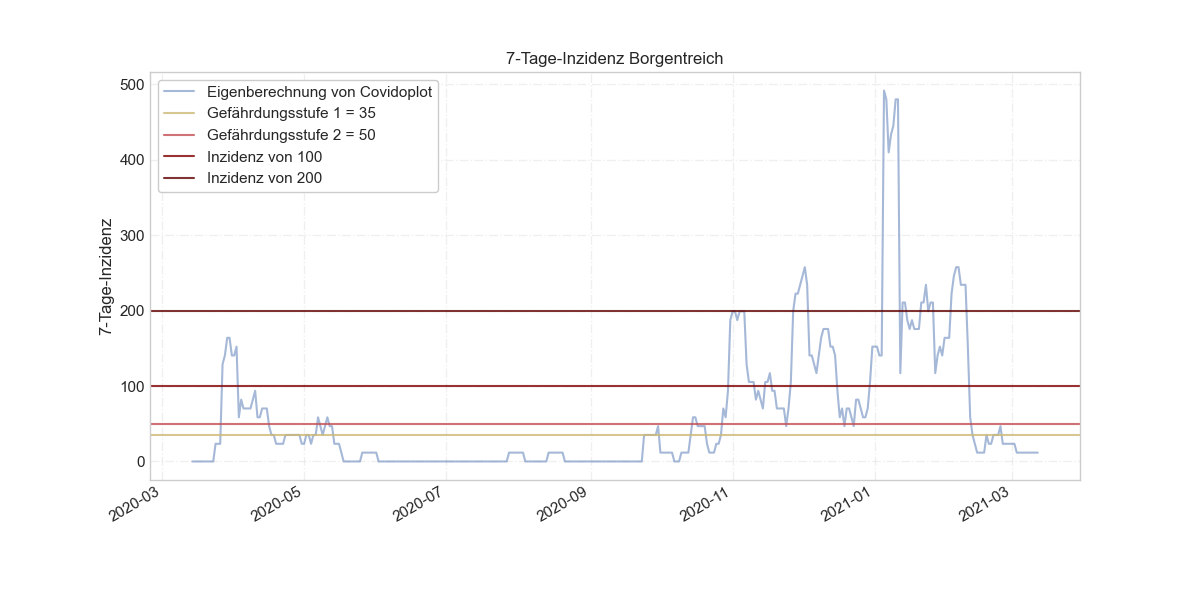 7-Tage-Inzidenz Borgentreich
Eigenberechnung von Covidoplot
Gefährdungsstufe 1 = 35
Gefährdungsstufe 2 = 50
Inzidenz von 100
Inzidenz von 200
7-Tage-Inzidenz
500
400
300
200
100
0
2020-03
2020-05
2020-07
2020-09
2020-11
2021-01
2021-03